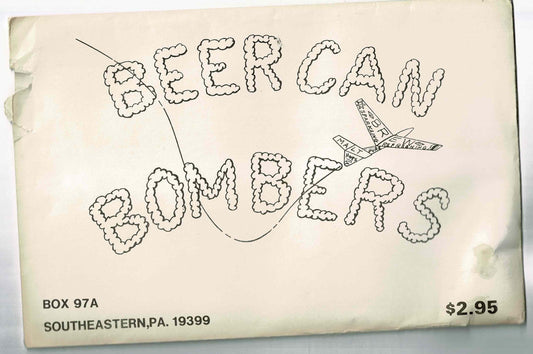 BEER CAN
BOMBERS
BOX 97A
SOUTHEASTERN,PA. 19399
$2.95